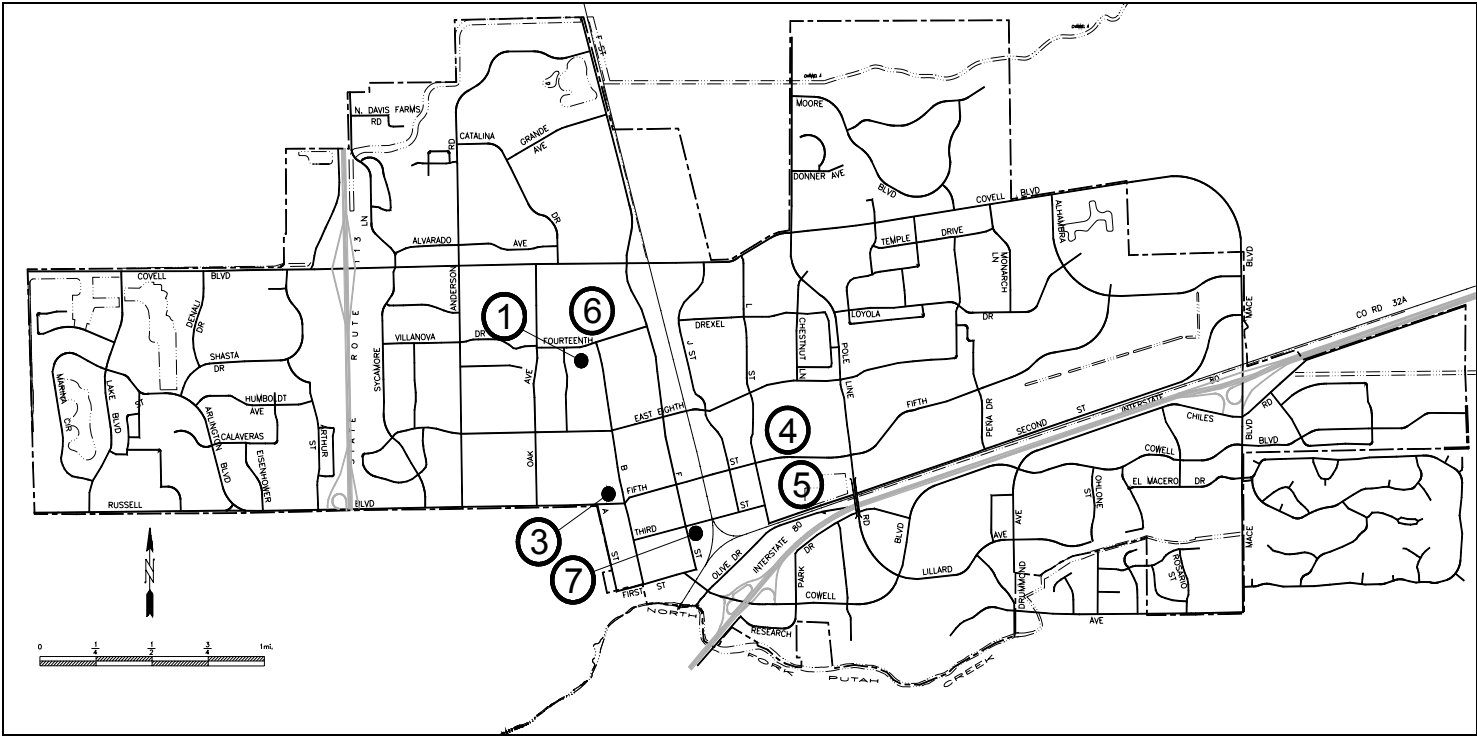 CHANNEL A
F ST
CHANNEL A
N. DAVIS FARMS
RD
MOORE
RD
CATALINA
GRANDE
AVE
DONNER AVE
BLVD
COVELL BLVD
ALHAMBRA
LN
DR
ALVARADO AVE
TEMPLE DRIVE
MONARCH
LN
BLVD
COVELL BLVD
ANDERSON
STATE ROUTE 113
DENALI
DR
L
ST
MACE
CO RD 32A
LOYOLA
DR
1
6
VILLANOVA
DR
FOURTEENTH
DREXEL
CHESTNUT
LN
POLE
LINE
RD
J ST
SHASTA
DR
SYCAMORE
MARINA
CIR
LAKE
BLVD
HUMBOLDT
AVE
AVE
OAK
EAST EIGHTH
FIFTH
PEÑA DR
SECOND ST
INTERSTATE 80
CHILES
RD
ARLINGTON
BLVD
CALAVERAS
ARTHUR
ST
4
BLVD
COWELL
BLVD
EISENHOWER
B
F
ST
FIFTH
5
EL MACERO DR
OHLONE
ST
RUSSELL
BLVD
3
A
ST
THIRD
ST
ST
AVE
AVE
MACE
N
7
OLIVE DR
INTERSTATE 80
DR
PARK
BLVD
LILLARD
DRUMMOND
ROSARIO
ST
FIRST ST
COWELL
NORTH
RESEARCH
AVE
FORK
PUTAH
CREEK
0
1/4
1/2
3/4
1mi.